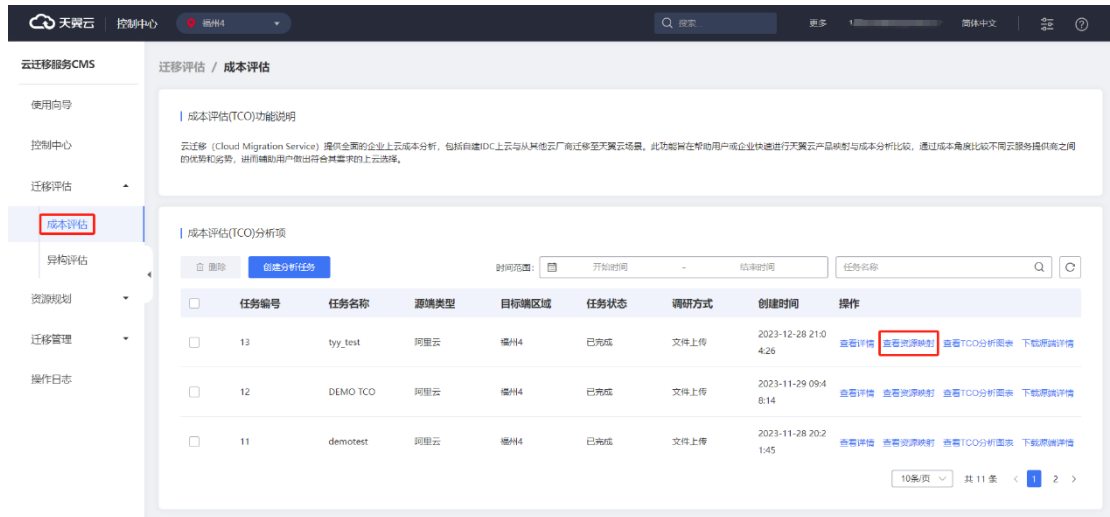 天翼云 控制中心 福州4 搜索... 更多 简体中文
云迁移服务CMS
使用向导
控制中心
迁移评估
成本评估
异构评估
资源规划
迁移管理
操作日志
迁移评估 / 成本评估
成本评估(TCO)功能说明
云迁移（Cloud Migration Service）提供全面的企业上云成本分析，包括自建IDC上云与从其他云厂商迁移至天翼云场景。此功能旨在帮助用户或企业快速进行天翼云产品映射与成本分析比较，通过成本角度比较不同云服务提供商之间
的优势和劣势，进而辅助用户做出符合其需求的上云选择。
成本评估(TCO)分析项
删除 创建分析任务 时间范围: 开始时间 - 结束时间 任务名称
任务编号 任务名称 源端类型 目标端区域 任务状态 调研方式 创建时间 操作
13 tyy_test 阿里云 福州4 已完成 文件上传 2023-12-28 21:0
4:26 查看详情 查看资源映射 查看TCO分析图表 下载源端详情
12 DEMO TCO 阿里云 福州4 已完成 文件上传 2023-11-29 09:4
8:14 查看详情 查看资源映射 查看TCO分析图表 下载源端详情
11 demotest 阿里云 福州4 已完成 文件上传 2023-11-28 20:2
1:45 查看详情 查看资源映射 查看TCO分析图表 下载源端详情
10条/页 共 11 条 < 1 2 >